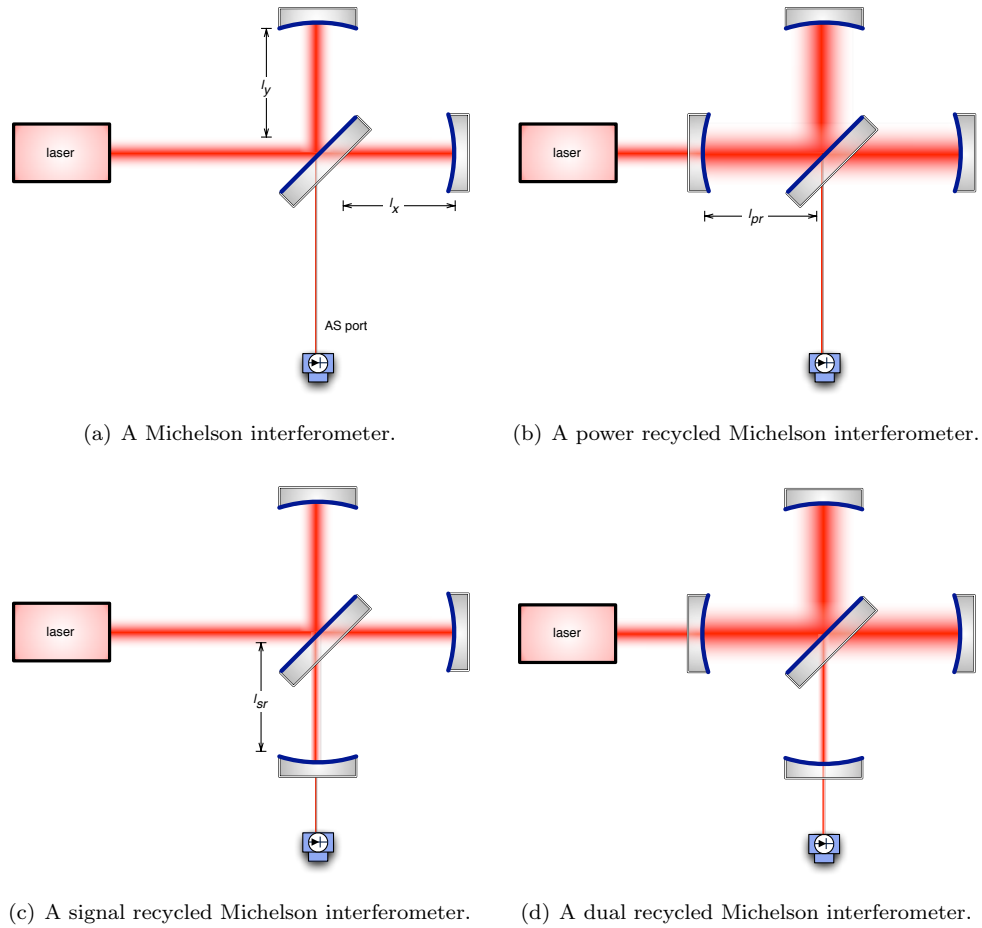 laser
l_y
l_x
AS port
(a) A Michelson interferometer.
laser
l_pr
(b) A power recycled Michelson interferometer.
laser
l_sr
(c) A signal recycled Michelson interferometer.
laser
(d) A dual recycled Michelson interferometer.